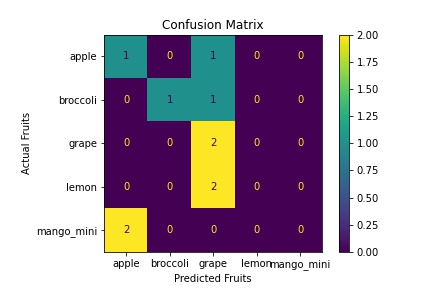 Confusion Matrix
Actual Fruits
apple 1 0 1 0 0
broccoli 0 1 1 0 0
grape 0 0 2 0 0
lemon 0 0 2 0 0
mango_mini 2 0 0 0 0
apple broccoli grape lemon mango_mini
Predicted Fruits
2.00
1.75
1.50
1.25
1.00
0.75
0.50
0.25
0.00